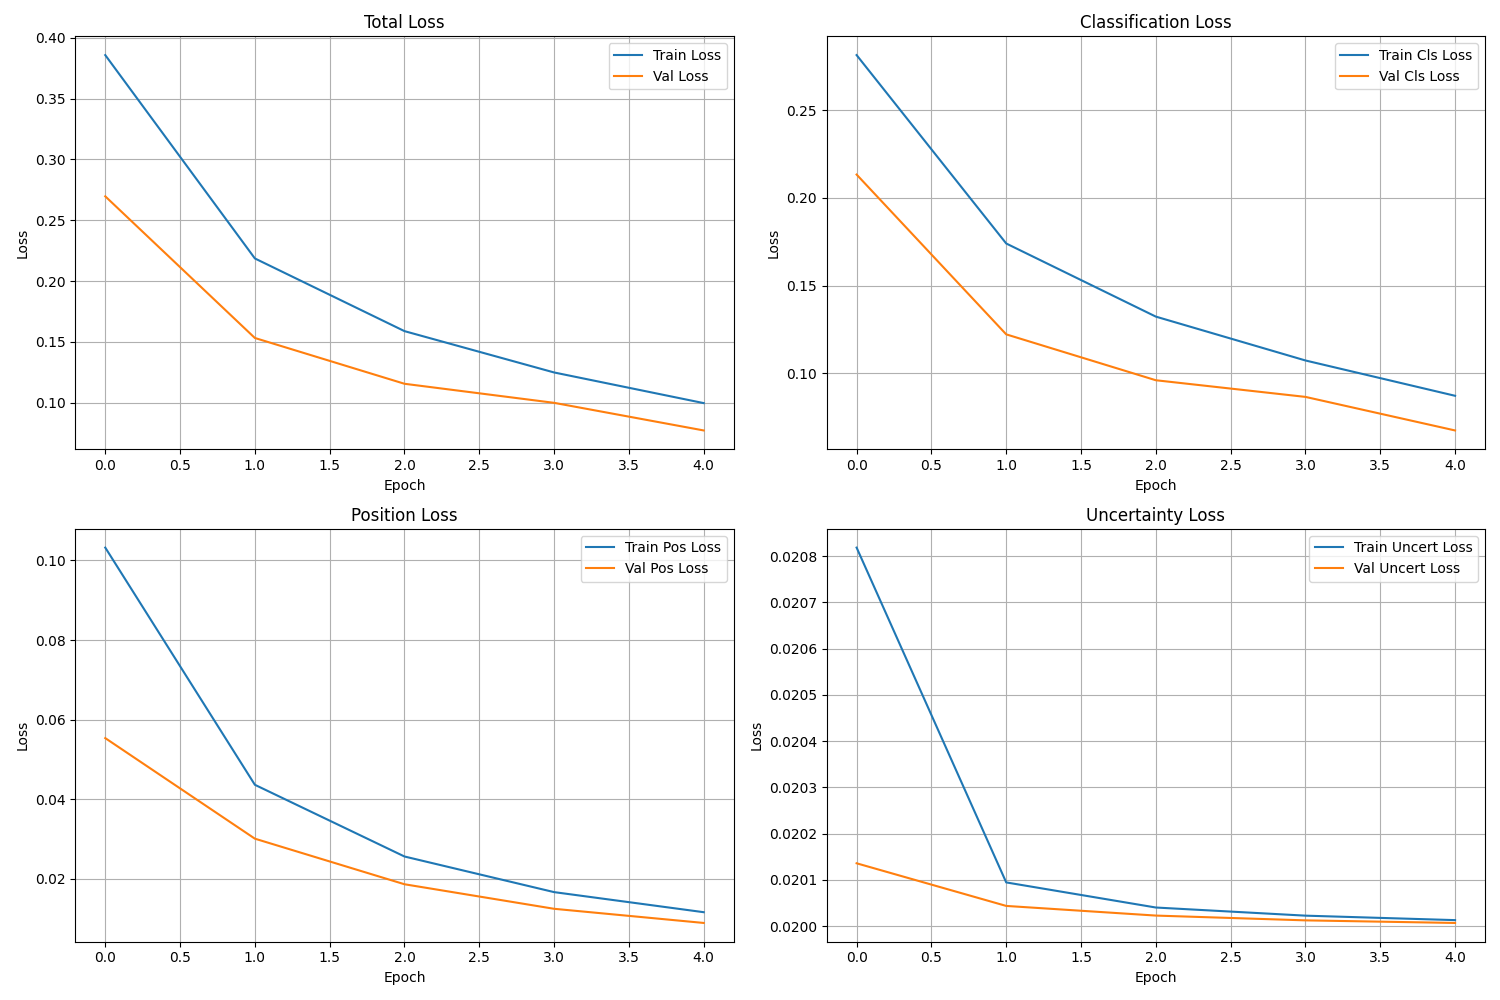 Total Loss
0.40
0.35
0.30
0.25
0.20
0.15
0.10
Loss
Train Loss
Val Loss
0.0 0.5 1.0 1.5 2.0 2.5 3.0 3.5 4.0
Epoch
Classification Loss
0.25
0.20
0.15
0.10
Loss
Train Cls Loss
Val Cls Loss
0.0 0.5 1.0 1.5 2.0 2.5 3.0 3.5 4.0
Epoch
Position Loss
0.10
0.08
0.06
0.04
0.02
Loss
Train Pos Loss
Val Pos Loss
0.0 0.5 1.0 1.5 2.0 2.5 3.0 3.5 4.0
Epoch
Uncertainty Loss
0.0208
0.0207
0.0206
0.0205
0.0204
0.0203
0.0202
0.0201
0.0200
Loss
Train Uncert Loss
Val Uncert Loss
0.0 0.5 1.0 1.5 2.0 2.5 3.0 3.5 4.0
Epoch